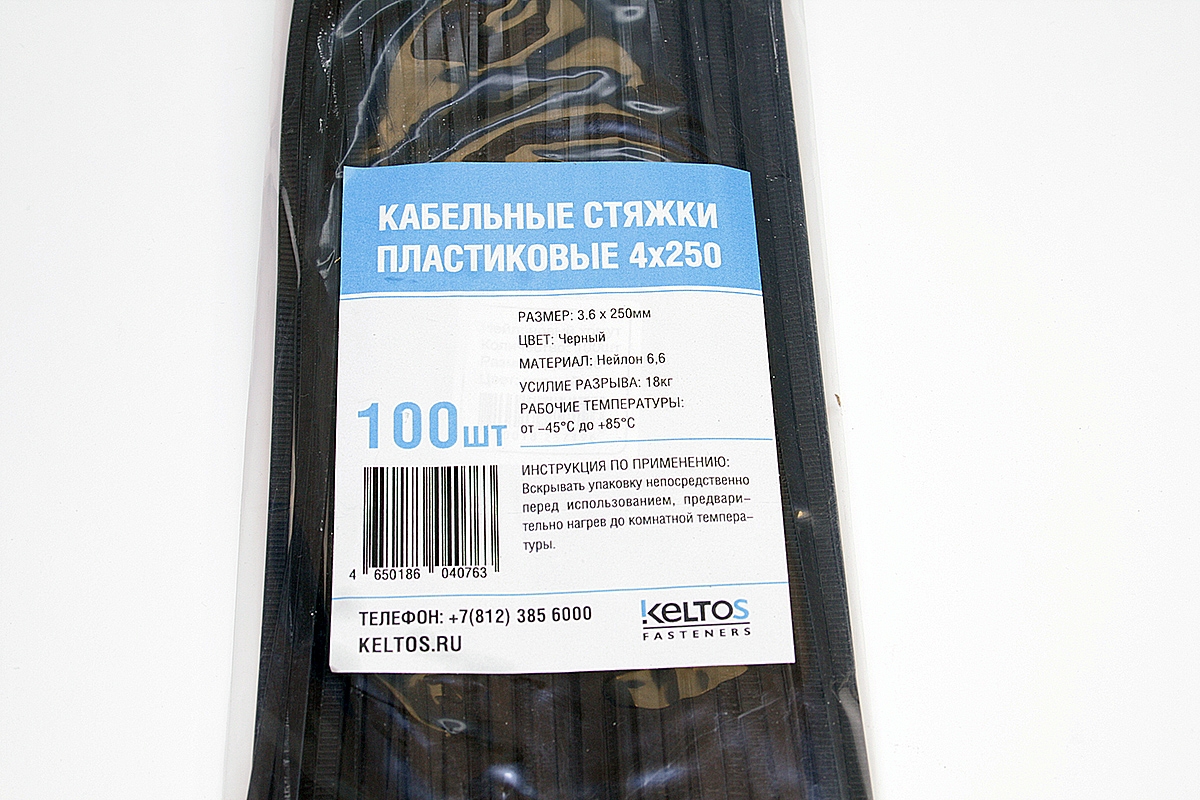 КАБЕЛЬНЫЕ СТЯЖКИ
ПЛАСТИКОВЫЕ 4х250
РАЗМЕР: 3.6 х 250мм
ЦВЕТ: Черный
МАТЕРИАЛ: Нейлон 6,6
УСИЛИЕ РАЗРЫВА: 18кг
РАБОЧИЕ ТЕМПЕРАТУРЫ:
от –45°С до +85°С
100шт
ИНСТРУКЦИЯ ПО ПРИМЕНЕНИЮ:
Вскрывать упаковку непосредственно
перед использованием, предвари–
тельно нагрев до комнатной темпера–
туры.
4 650186 040763
ТЕЛЕФОН: +7(812) 385 6000
KELTOS.RU
KELTOS
FASTENERS